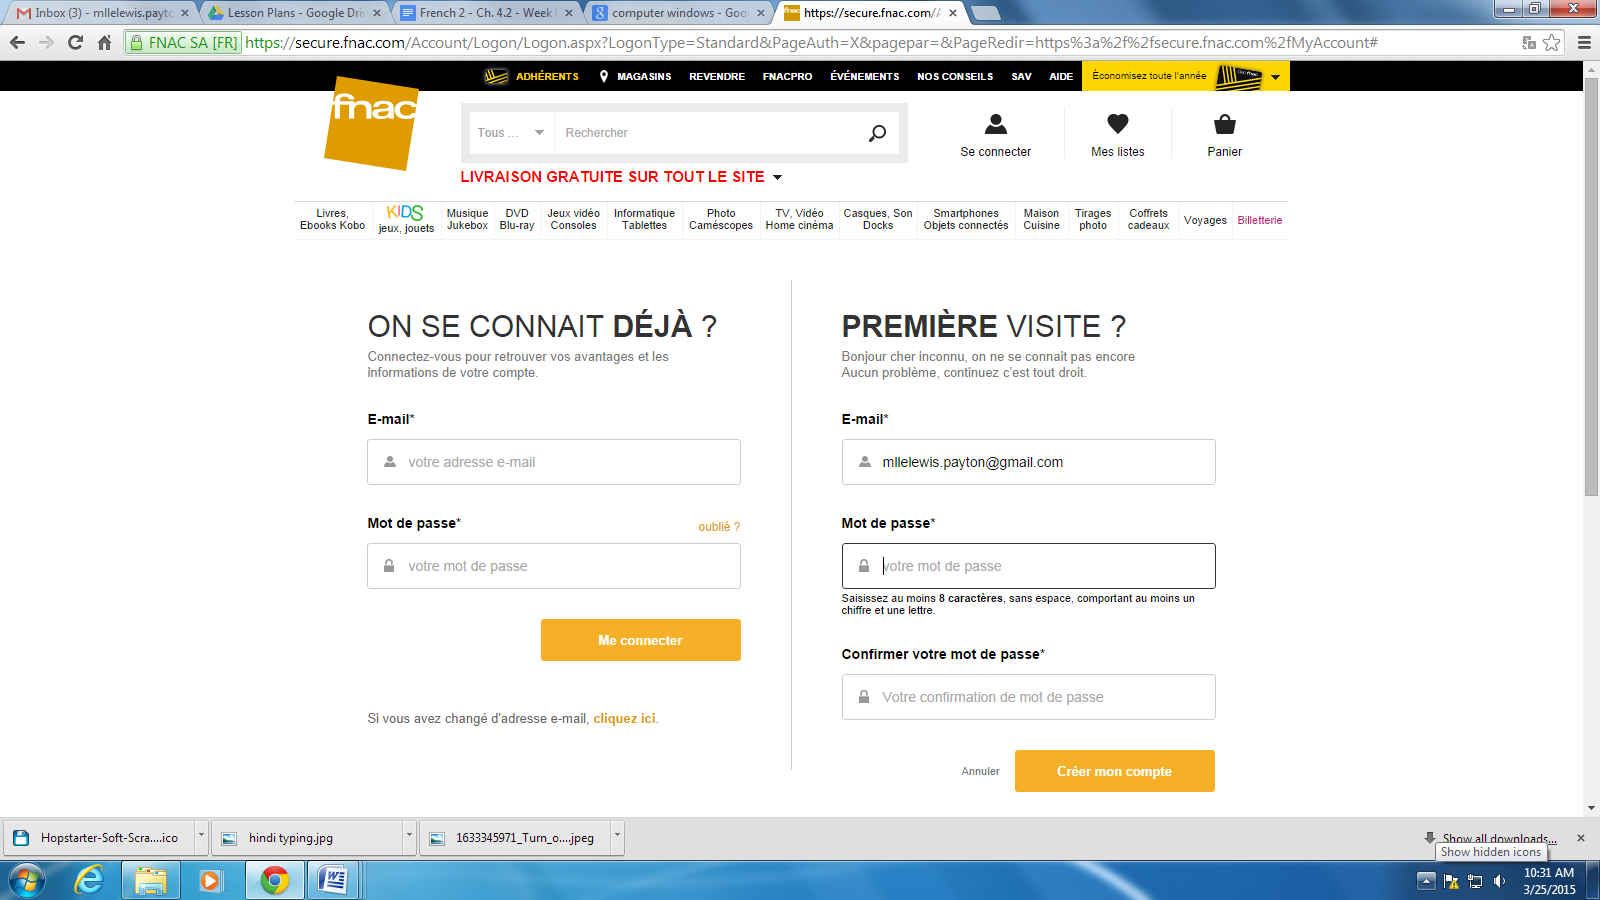 Inbox (3) - mllelewis.payto
Lesson Plans - Google Driv
French 2 - Ch. 4.2 - Week
computer windows - Goo
https://secure.fnac.com/A
FNAC SA [FR] https://secure.fnac.com/Account/Logon/Logon.aspx?LogonType=Standard&PageAuth=X&pagepar=&PageRedir=https%3a%2f%2fsecure.fnac.com%2fMyAccount#
ADHÉRENTS MAGASINS REVENDRE FNACPRO ÉVÉNEMENTS NOS CONSEILS SAV AIDE Économisez toute l'année
fnac
Tous ... Rechercher
Se connecter Mes listes Panier
LIVRAISON GRATUITE SUR TOUT LE SITE
Livres,
Ebooks Kobo
KIDS
jeux, jouets
Musique
Jukebox
DVD
Blu-ray
Jeux vidéo
Consoles
Informatique
Tablettes
Photo
Caméscopes
TV, Vidéo
Home cinéma
Casques, Son
Docks
Smartphones
Objets connectés
Maison
Cuisine
Tirages
photo
Coffrets
cadeaux
Voyages
Billetterie
ON SE CONNAIT DÉJÀ ?
Connectez-vous pour retrouver vos avantages et les
informations de votre compte.
E-mail*
votre adresse e-mail
Mot de passe*
oublié ?
votre mot de passe
Me connecter
Si vous avez changé d'adresse e-mail, cliquez ici.
PREMIÈRE VISITE ?
Bonjour cher inconnu, on ne se connait pas encore
Aucun problème, continuez c'est tout droit.
E-mail*
mllelewis.payton@gmail.com
Mot de passe*
votre mot de passe
Saisissez au moins 8 caractères, sans espace, comportant au moins un
chiffre et une lettre.
Confirmer votre mot de passe*
Votre confirmation de mot de passe
Annuler
Créer mon compte
Hopstarter-Soft-Scra....ico
hindi typing.jpg
1633345971_Turn_o....jpeg
Show all downloads...
Show hidden icons
10:31 AM
3/25/2015